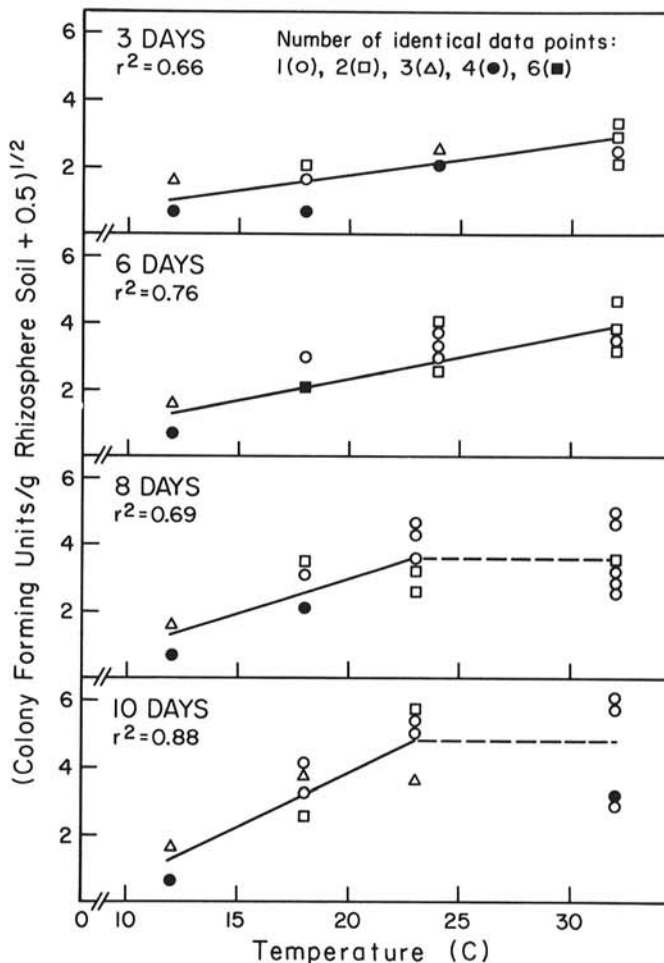 3 DAYS
r²=0.66
Number of identical data points:
1(○), 2(□), 3(△), 4(●), 6(■)
6
4
2
6 DAYS
r²=0.76
6
4
2
8 DAYS
r²=0.69
6
4
2
10 DAYS
r²=0.88
6
4
2
0 10 15 20 25 30
Temperature (C)
(Colony Forming Units/g Rhizosphere Soil + 0.5)^1/2